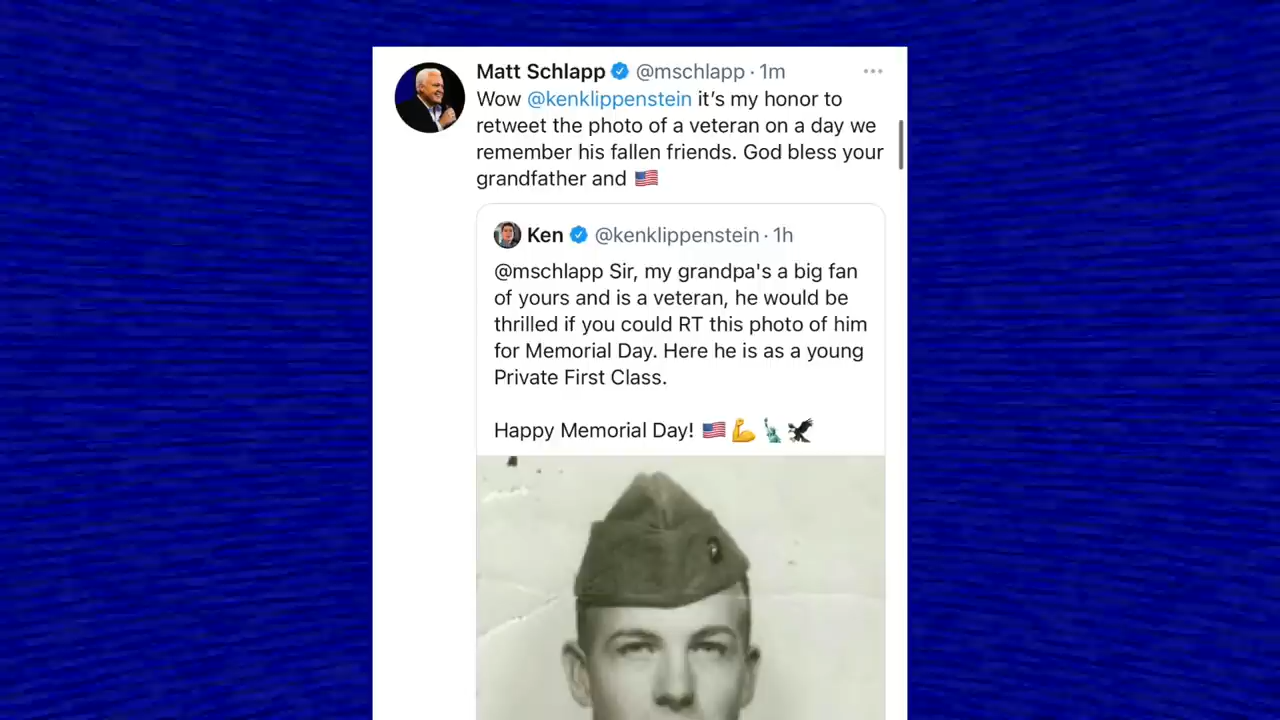 Matt Schlapp @mschlapp · 1m
Wow @kenklippenstein it’s my honor to
retweet the photo of a veteran on a day we
remember his fallen friends. God bless your
grandfather and 🇺🇸
Ken @kenklippenstein · 1h
@mschlapp Sir, my grandpa's a big fan
of yours and is a veteran, he would be
thrilled if you could RT this photo of him
for Memorial Day. Here he is as a young
Private First Class.
Happy Memorial Day! 🇺🇸💪🗽🦅